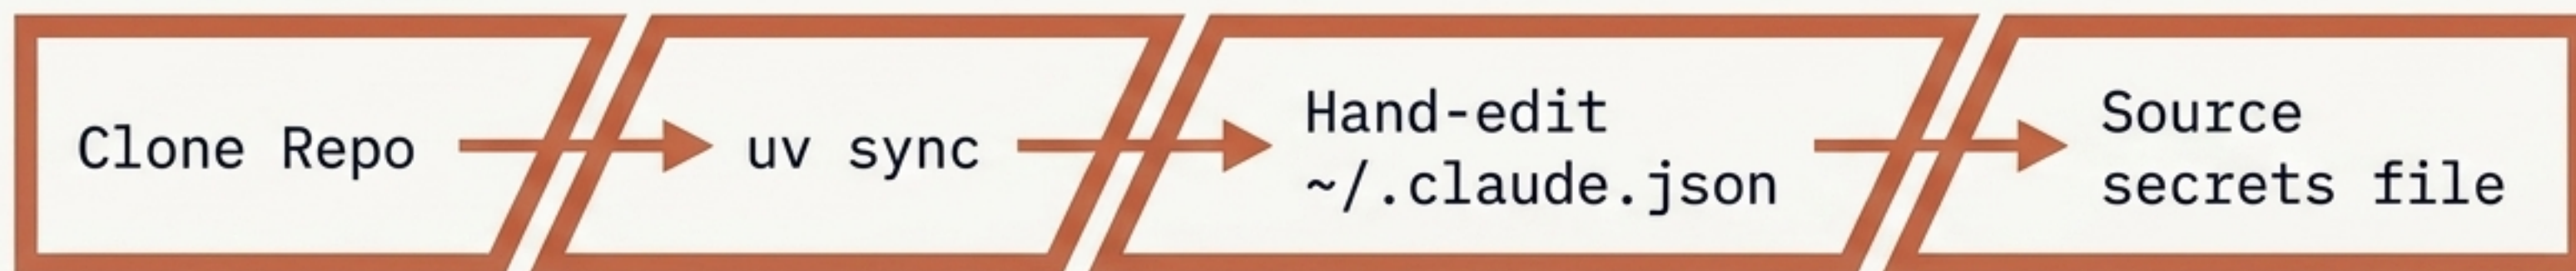 Clone Repo
uv sync
Hand-edit
~/.claude.json
Source
secrets file